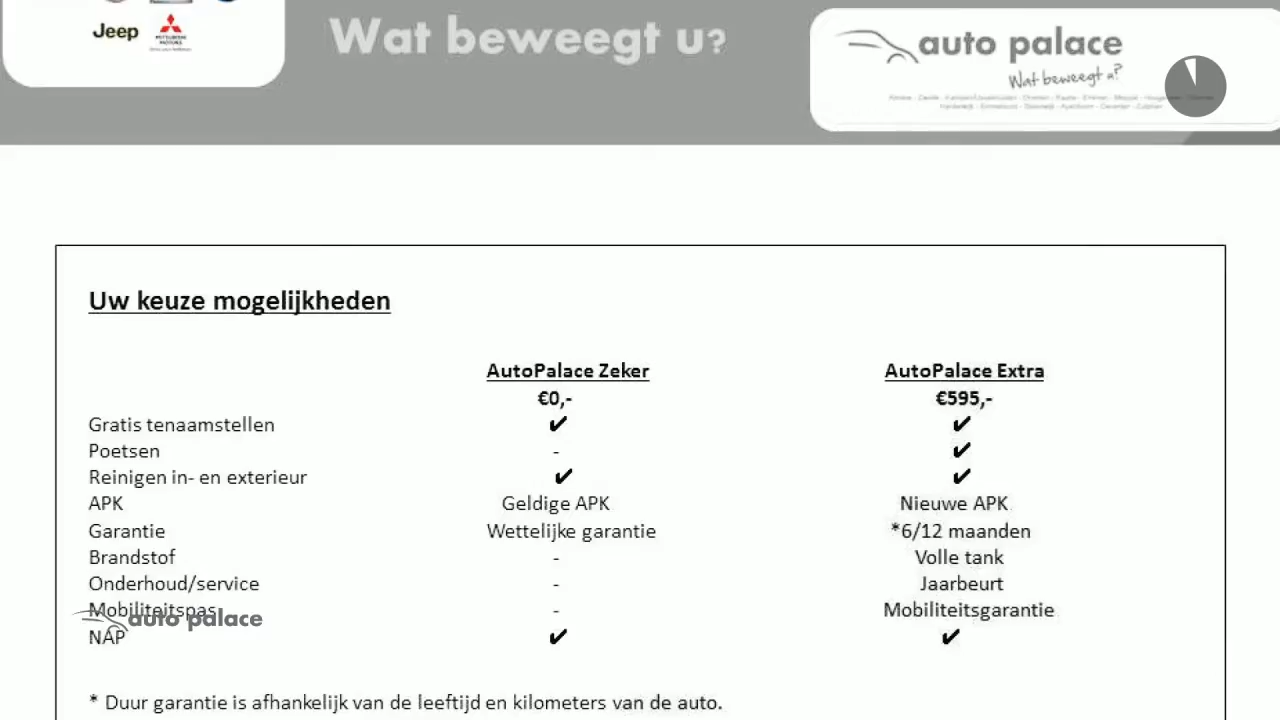 Jeep
MITSUBISHI
MOTORS
Wat beweegt u?
auto palace
Wat beweegt u?
Uw keuze mogelijkheden
AutoPalace Zeker AutoPalace Extra
€0,- €595,-
Gratis tenaamstellen ✔ ✔
Poetsen - ✔
Reinigen in- en exterieur ✔ ✔
APK Geldige APK Nieuwe APK
Garantie Wettelijke garantie *6/12 maanden
Brandstof - Volle tank
Onderhoud/service - Jaarbeurt
Mobiliteitspas - Mobiliteitsgarantie
auto palace
NAP ✔ ✔
* Duur garantie is afhankelijk van de leeftijd en kilometers van de auto.